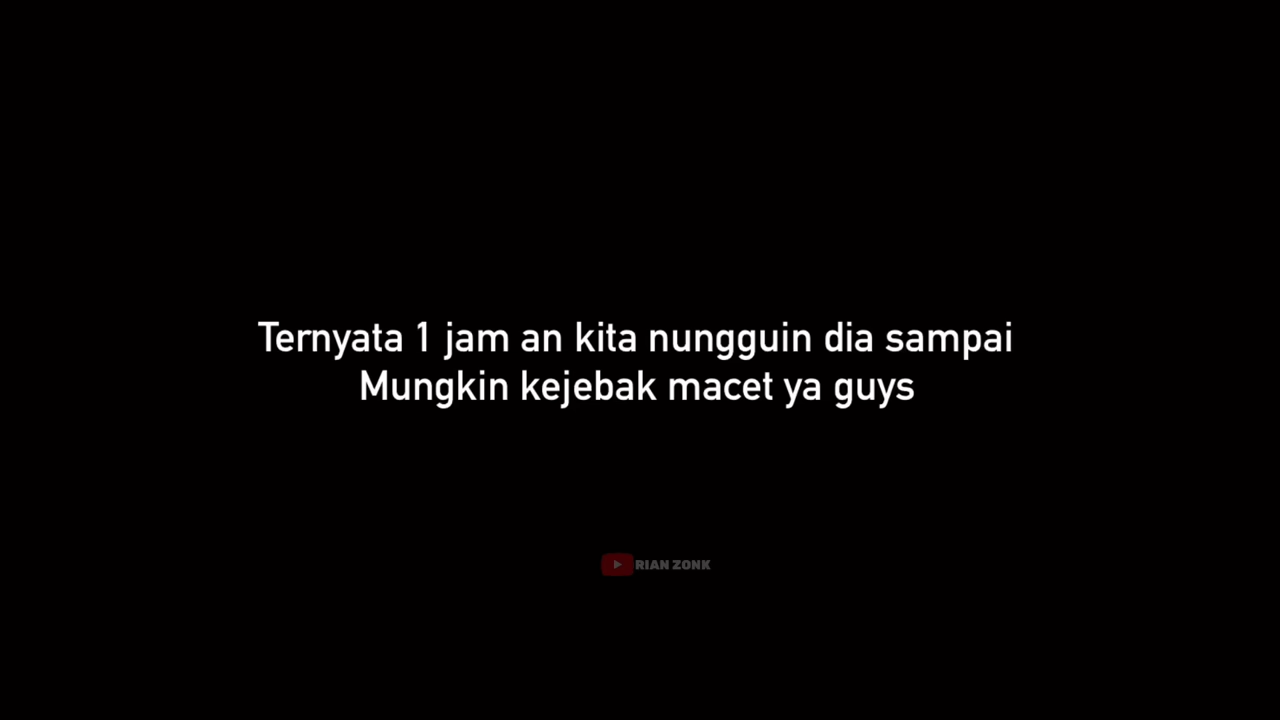 Ternyata 1 jam an kita nungguin dia sampai
Mungkin kejebak macet ya guys
RIAN ZONK